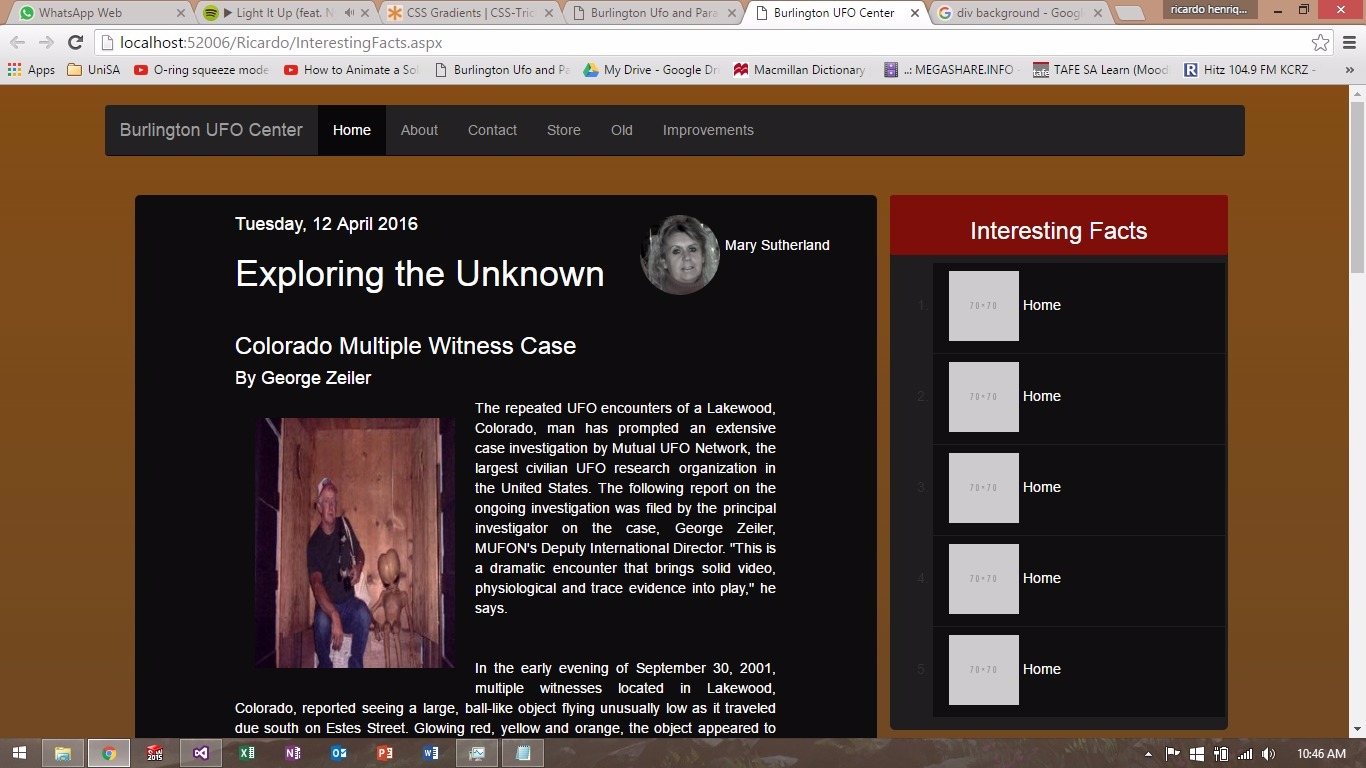 WhatsApp Web
Light It Up (feat. N
CSS Gradients | CSS-Tric
Burlington Ufo and Para
Burlington UFO Center
div background - Googl
ricardo henriq...
localhost:52006/Ricardo/InterestingFacts.aspx
Apps
UniSA
O-ring squeeze mode
How to Animate a Sol
Burlington Ufo and Pa
My Drive - Google Dr
Macmillan Dictionary
..: MEGASHARE.INFO -
tafe
TAFE SA Learn (Mood
R
Hitz 104.9 FM KCRZ -
»
Burlington UFO Center
Home
About
Contact
Store
Old
Improvements
Tuesday, 12 April 2016
Mary Sutherland
Exploring the Unknown
Colorado Multiple Witness Case
By George Zeiler
The repeated UFO encounters of a Lakewood,
Colorado, man has prompted an extensive
case investigation by Mutual UFO Network, the
largest civilian UFO research organization in
the United States. The following report on the
ongoing investigation was filed by the principal
investigator on the case, George Zeiler,
MUFON's Deputy International Director. "This is
a dramatic encounter that brings solid video,
physiological and trace evidence into play," he
says.
In the early evening of September 30, 2001,
multiple witnesses located in Lakewood,
Colorado, reported seeing a large, ball-like object flying unusually low as it traveled
due south on Estes Street. Glowing red, yellow and orange, the object appeared to
Interesting Facts
1. 70×70 Home
2. 70×70 Home
3. 70×70 Home
4. 70×70 Home
5. 70×70 Home
2015
10:46 AM